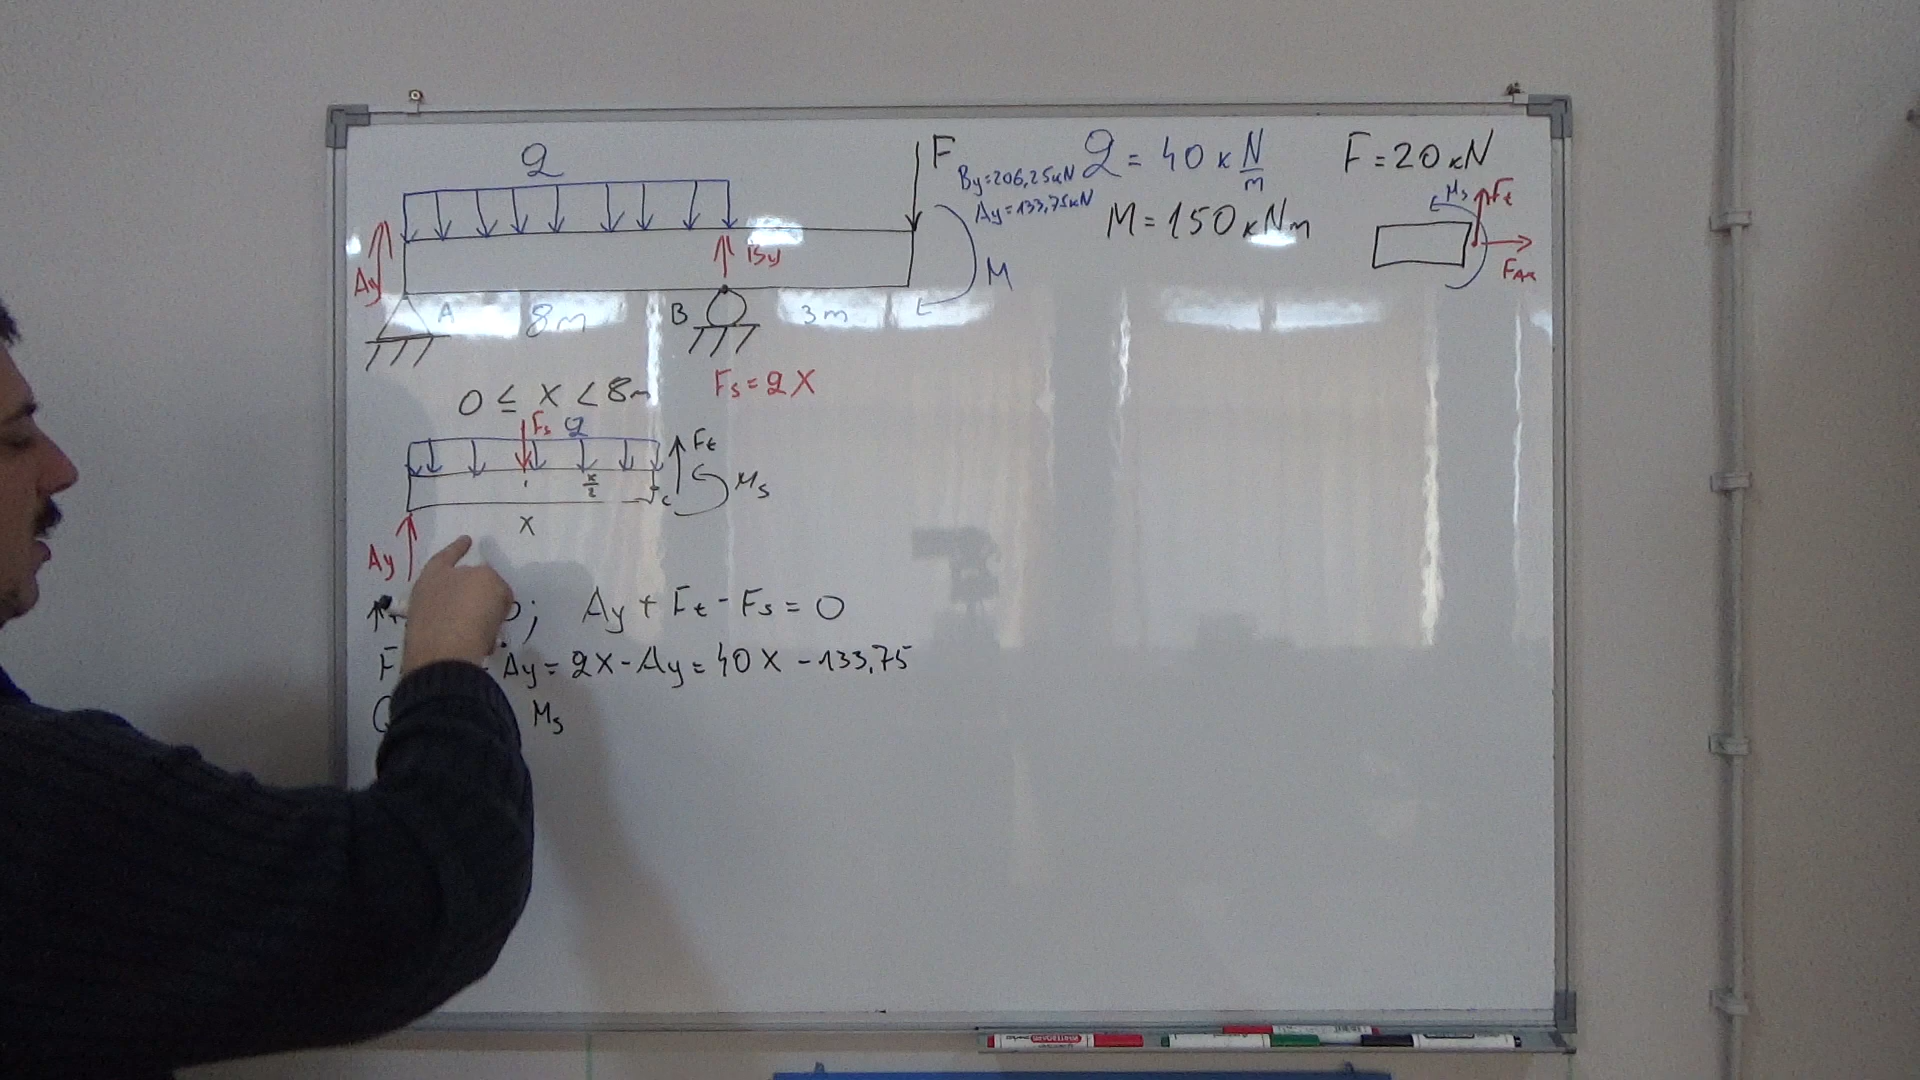 q
F
By=206,25kN
Ay=133,75kN
q = 40 k N/m
F = 20 kN
M = 150 kNm
Ms
Ft
FAx
Ay
By
M
A
8m
B
3m
0 ≤ x < 8m
Fs = q x
Fs
q
Ft
x/2
Ms
c
x
Ay
; Ay + Ft - Fs = 0
F - Ay = qx - Ay = 40x - 133,75
Ms